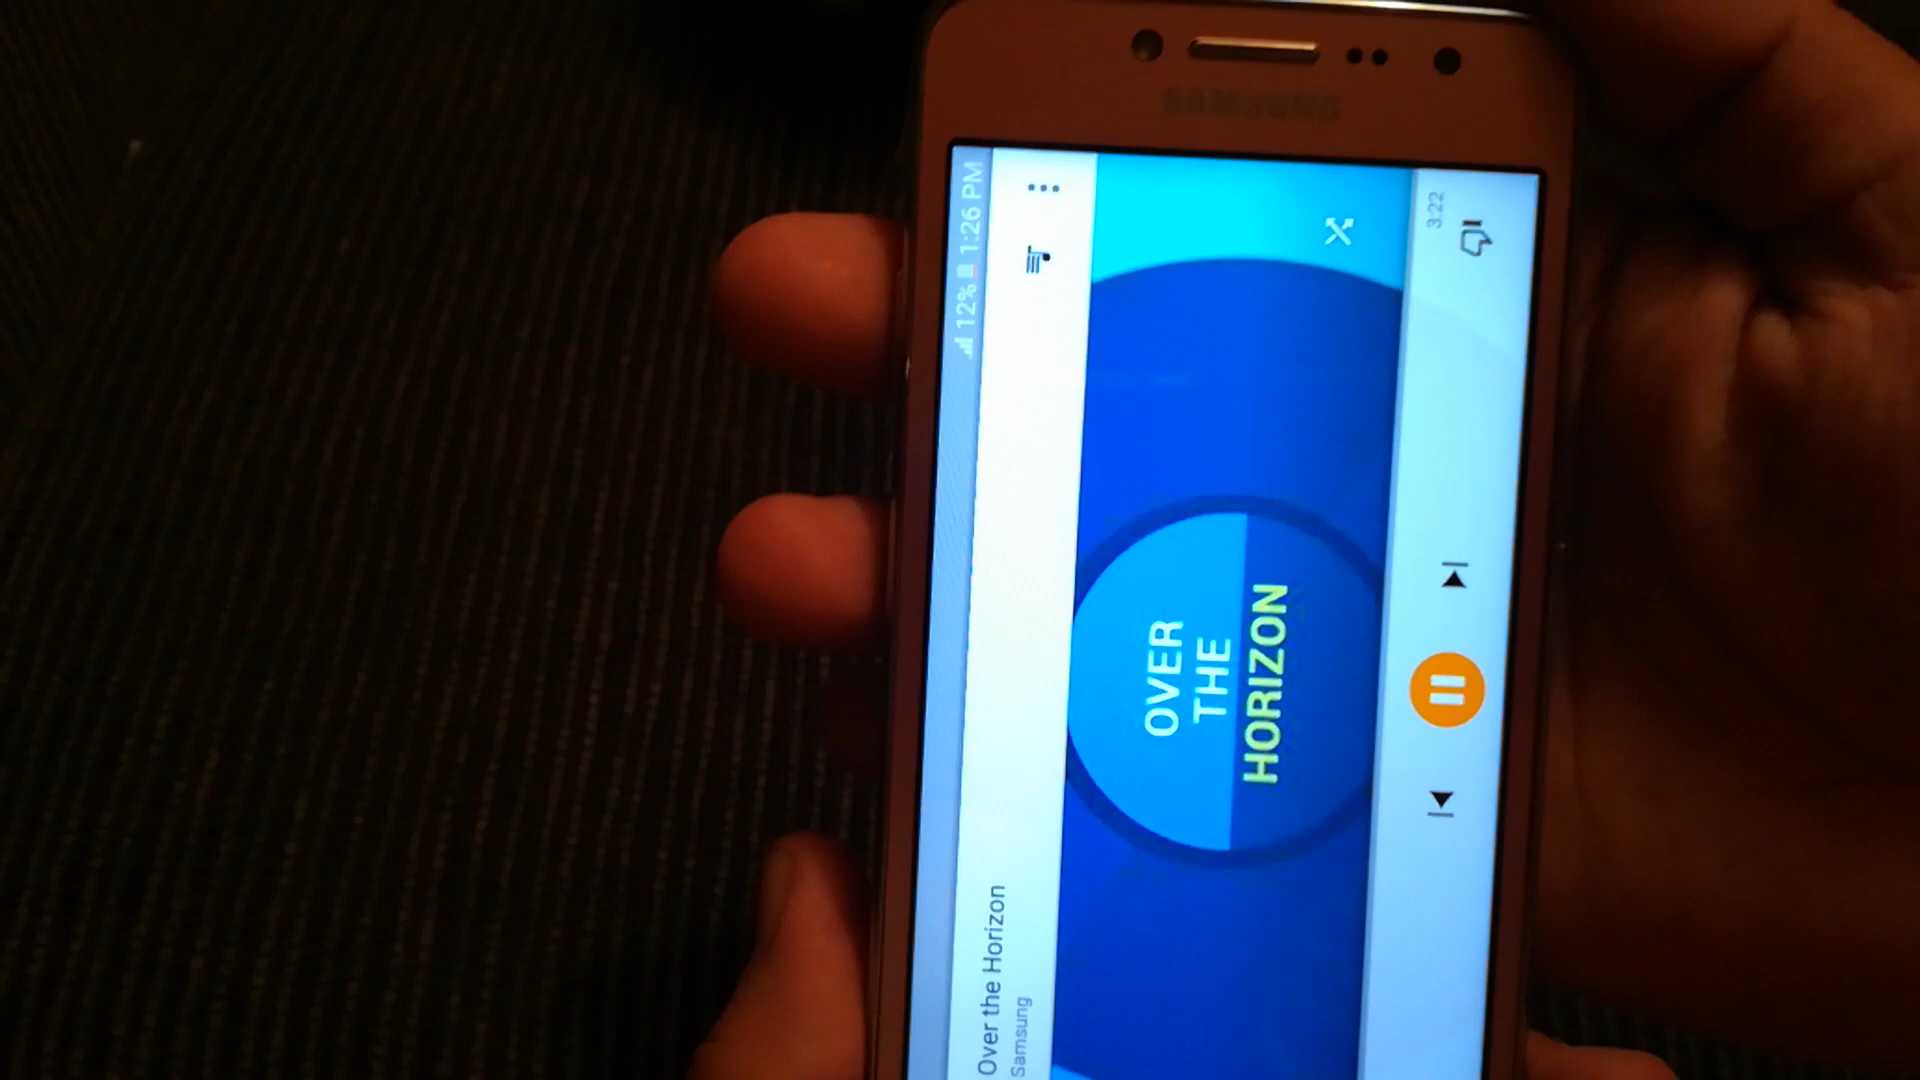 SAMSUNG
12% 1:26 PM
Over the Horizon
Samsung
OVER
THE
HORIZON
3:22